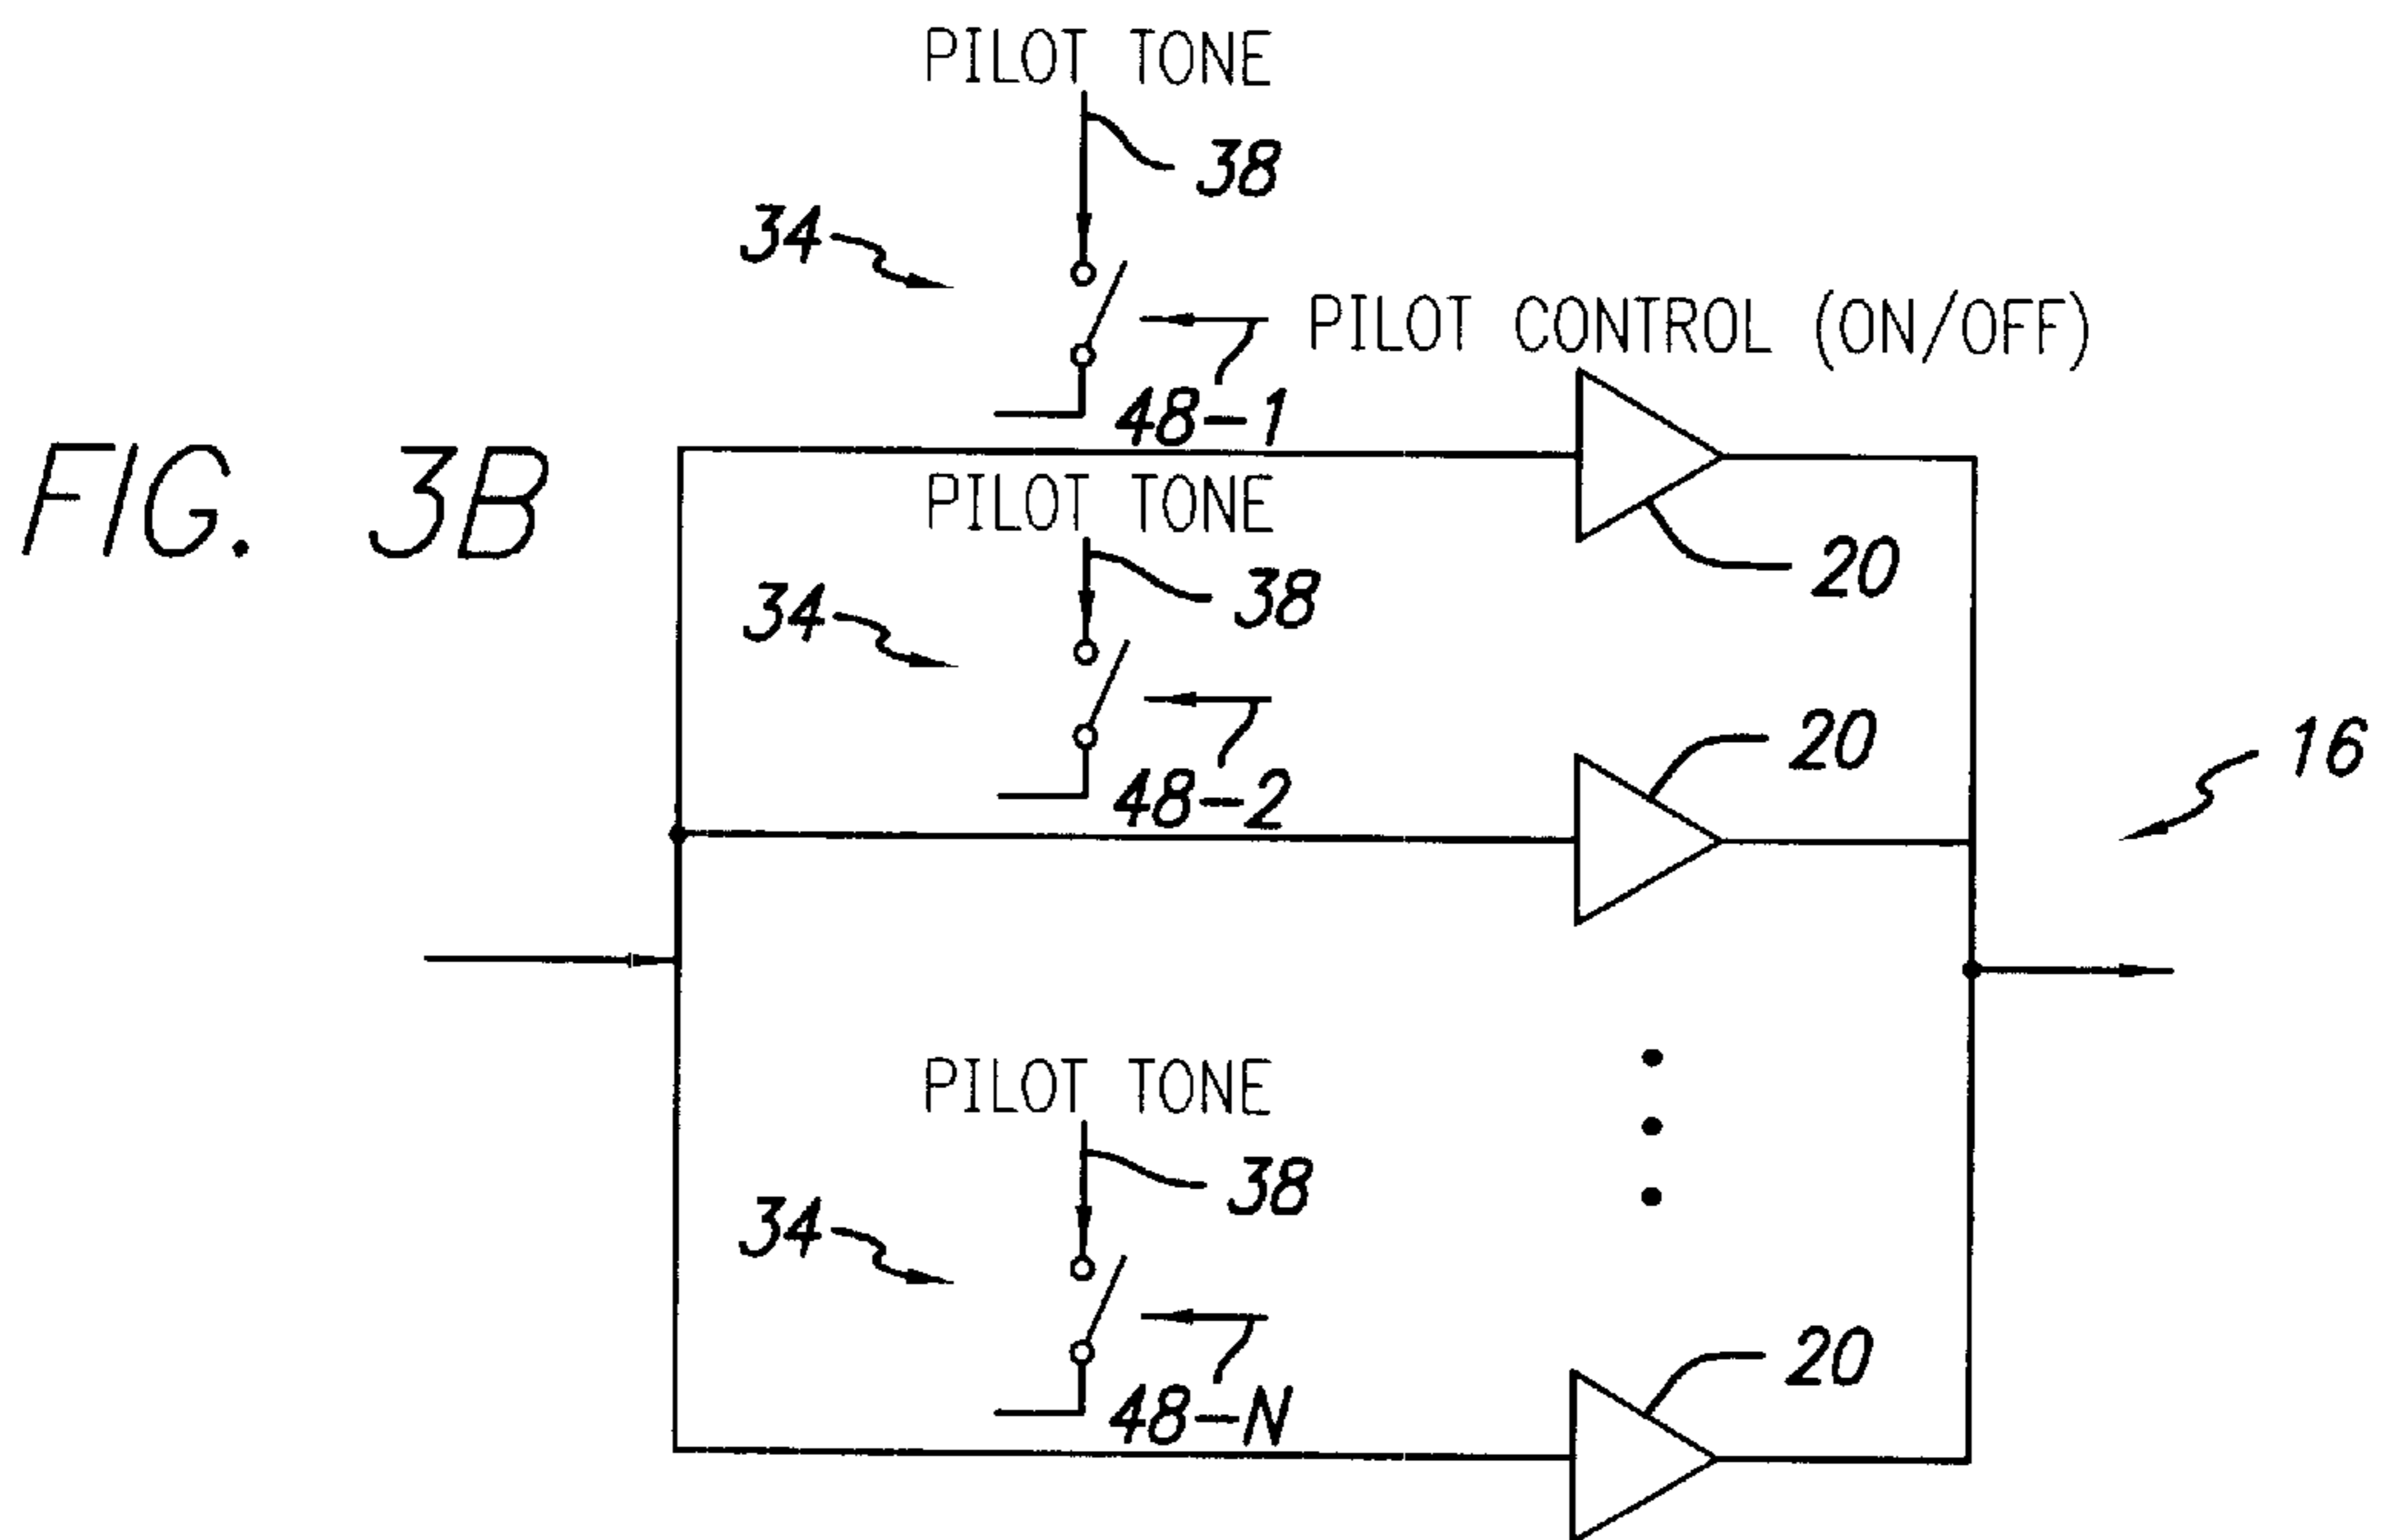 PILOT TONE
38
34
PILOT CONTROL (ON/OFF)
48-1
FIG. 3B
PILOT TONE
20
38
34
20
16
48-2
PILOT TONE
38
34
20
48-N